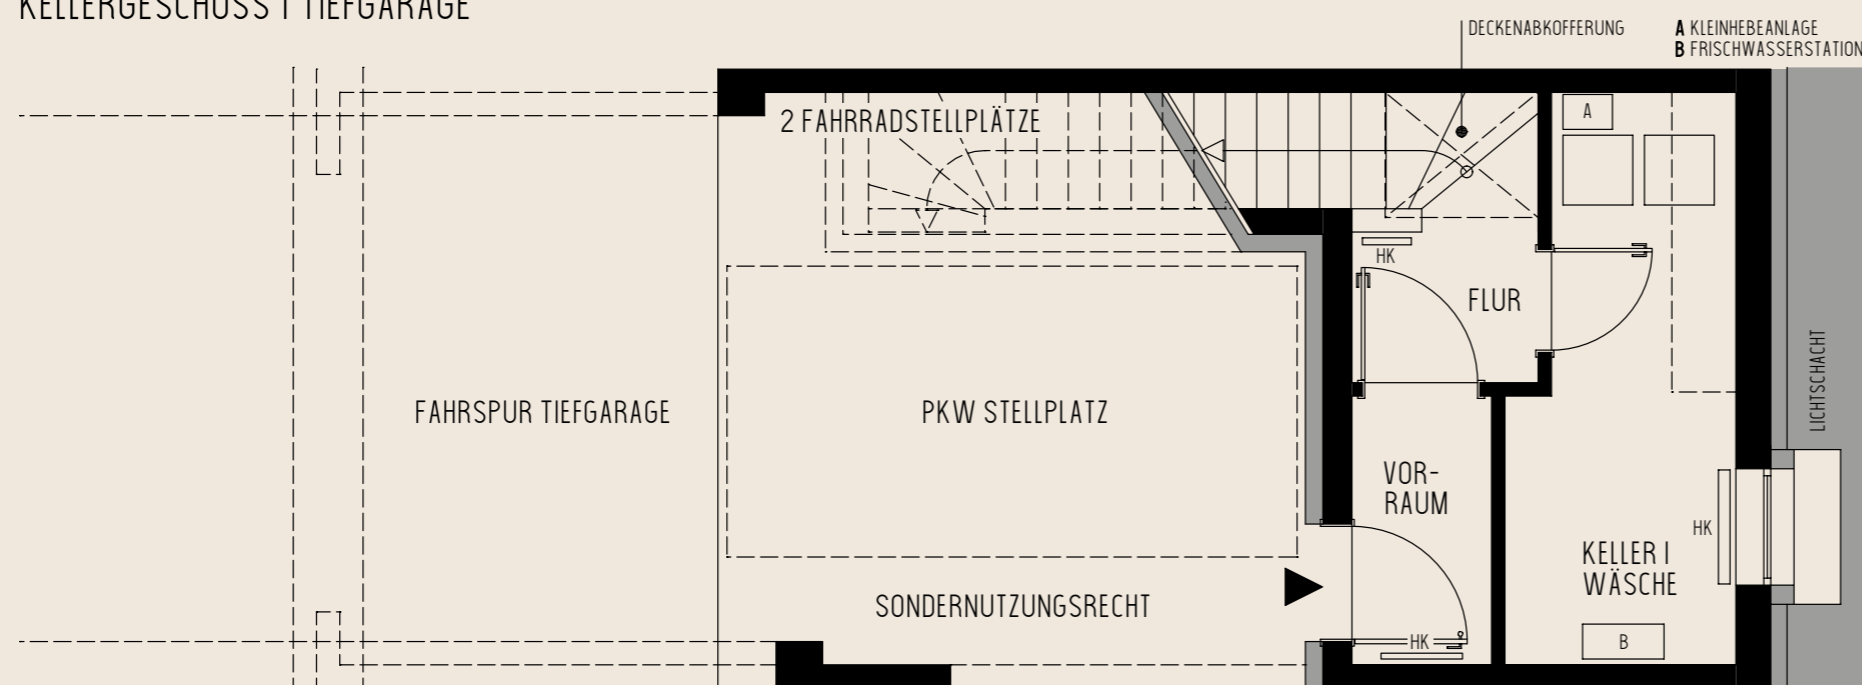 KELLERGESCHOSS I TIEFGARAGE
DECKENABKOFFERUNG
A KLEINHEBEANLAGE
B FRISCHWASSERSTATION
2 FAHRRADSTELLPLÄTZE
A
HK
FLUR
LICHTSCHACHT
FAHRSPUR TIEFGARAGE
PKW STELLPLATZ
VOR-
RAUM
HK
KELLER I
WÄSCHE
SONDERNUTZUNGSRECHT
HK
B